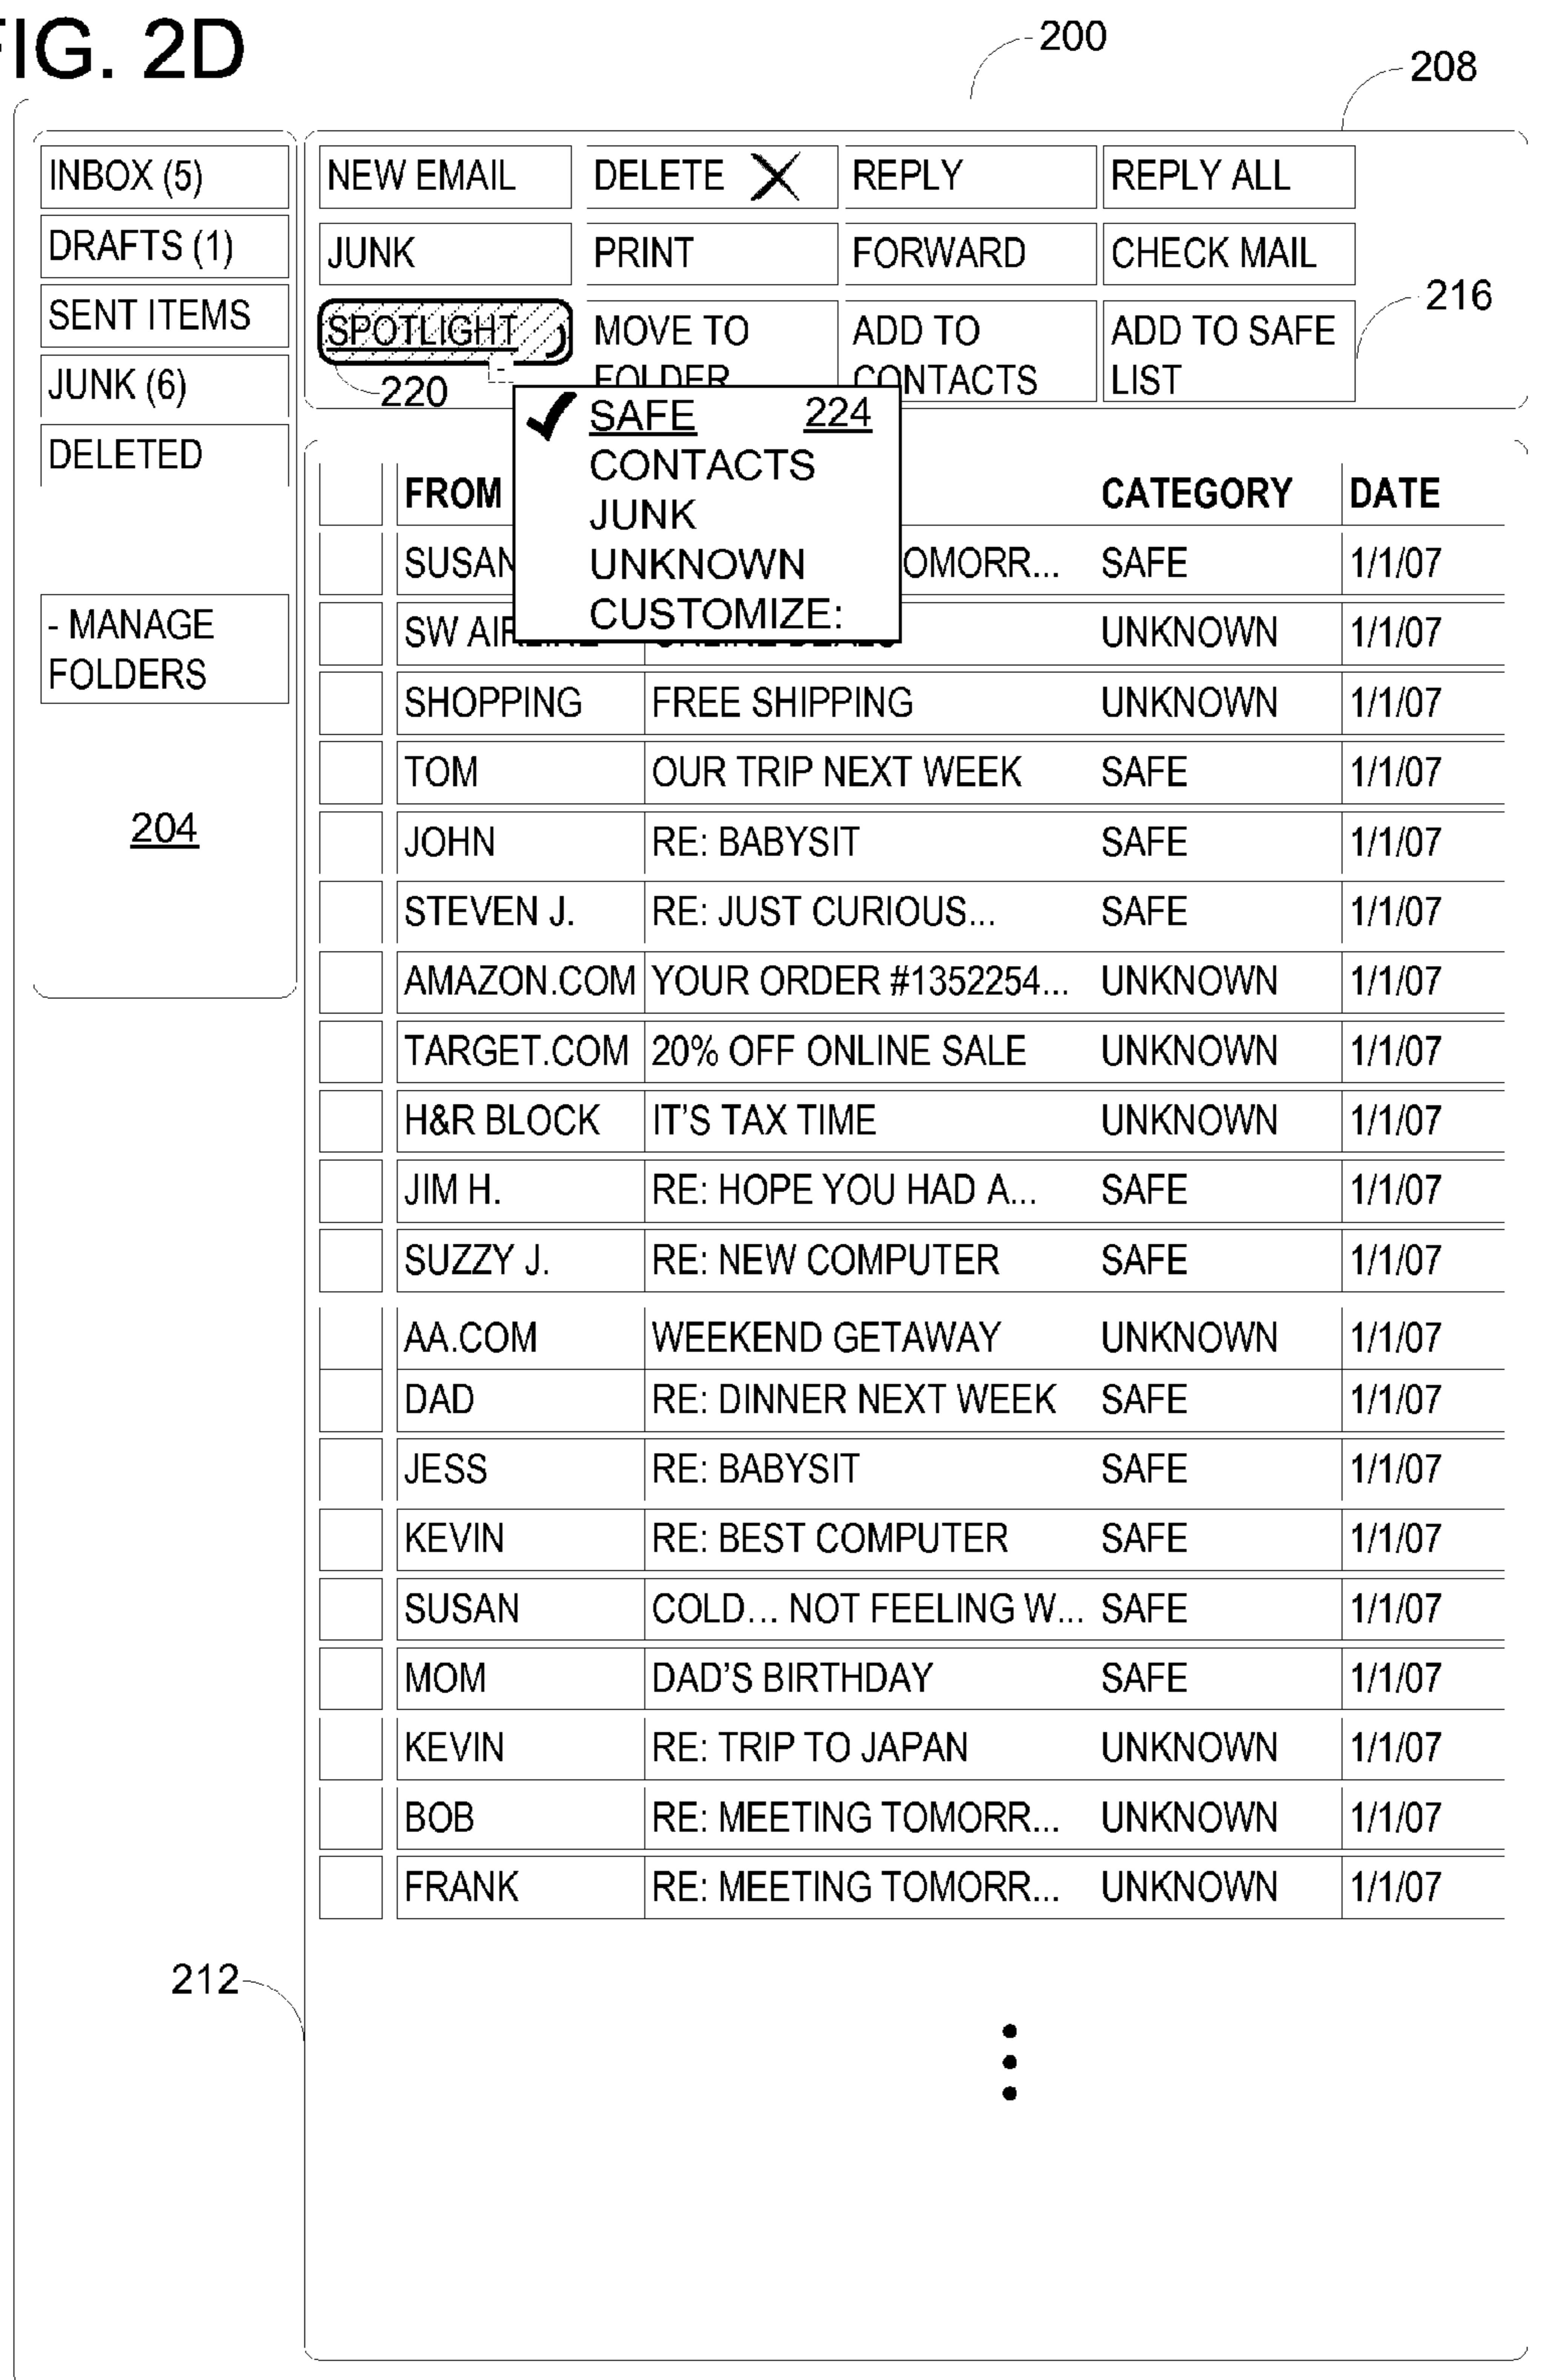 FIG. 2D
200
208
INBOX (5)
DRAFTS (1)
SENT ITEMS
JUNK (6)
DELETED
- MANAGE
FOLDERS
204
NEW EMAIL DELETE REPLY REPLY ALL
JUNK PRINT FORWARD CHECK MAIL
SPOTLIGHT MOVE TO ADD TO ADD TO SAFE
FOLDER CONTACTS LIST
216
220
SAFE 224
CONTACTS
JUNK
UNKNOWN
CUSTOMIZE:
FROM CATEGORY DATE
SUSAN OMORR... SAFE 1/1/07
SW AIRLINE ONLINE DEALS UNKNOWN 1/1/07
SHOPPING FREE SHIPPING UNKNOWN 1/1/07
TOM OUR TRIP NEXT WEEK SAFE 1/1/07
JOHN RE: BABYSIT SAFE 1/1/07
STEVEN J. RE: JUST CURIOUS... SAFE 1/1/07
AMAZON.COM YOUR ORDER #1352254... UNKNOWN 1/1/07
TARGET.COM 20% OFF ONLINE SALE UNKNOWN 1/1/07
H&R BLOCK IT'S TAX TIME UNKNOWN 1/1/07
JIM H. RE: HOPE YOU HAD A... SAFE 1/1/07
SUZZY J. RE: NEW COMPUTER SAFE 1/1/07
AA.COM WEEKEND GETAWAY UNKNOWN 1/1/07
DAD RE: DINNER NEXT WEEK SAFE 1/1/07
JESS RE: BABYSIT SAFE 1/1/07
KEVIN RE: BEST COMPUTER SAFE 1/1/07
SUSAN COLD... NOT FEELING W... SAFE 1/1/07
MOM DAD'S BIRTHDAY SAFE 1/1/07
KEVIN RE: TRIP TO JAPAN UNKNOWN 1/1/07
BOB RE: MEETING TOMORR... UNKNOWN 1/1/07
FRANK RE: MEETING TOMORR... UNKNOWN 1/1/07
212